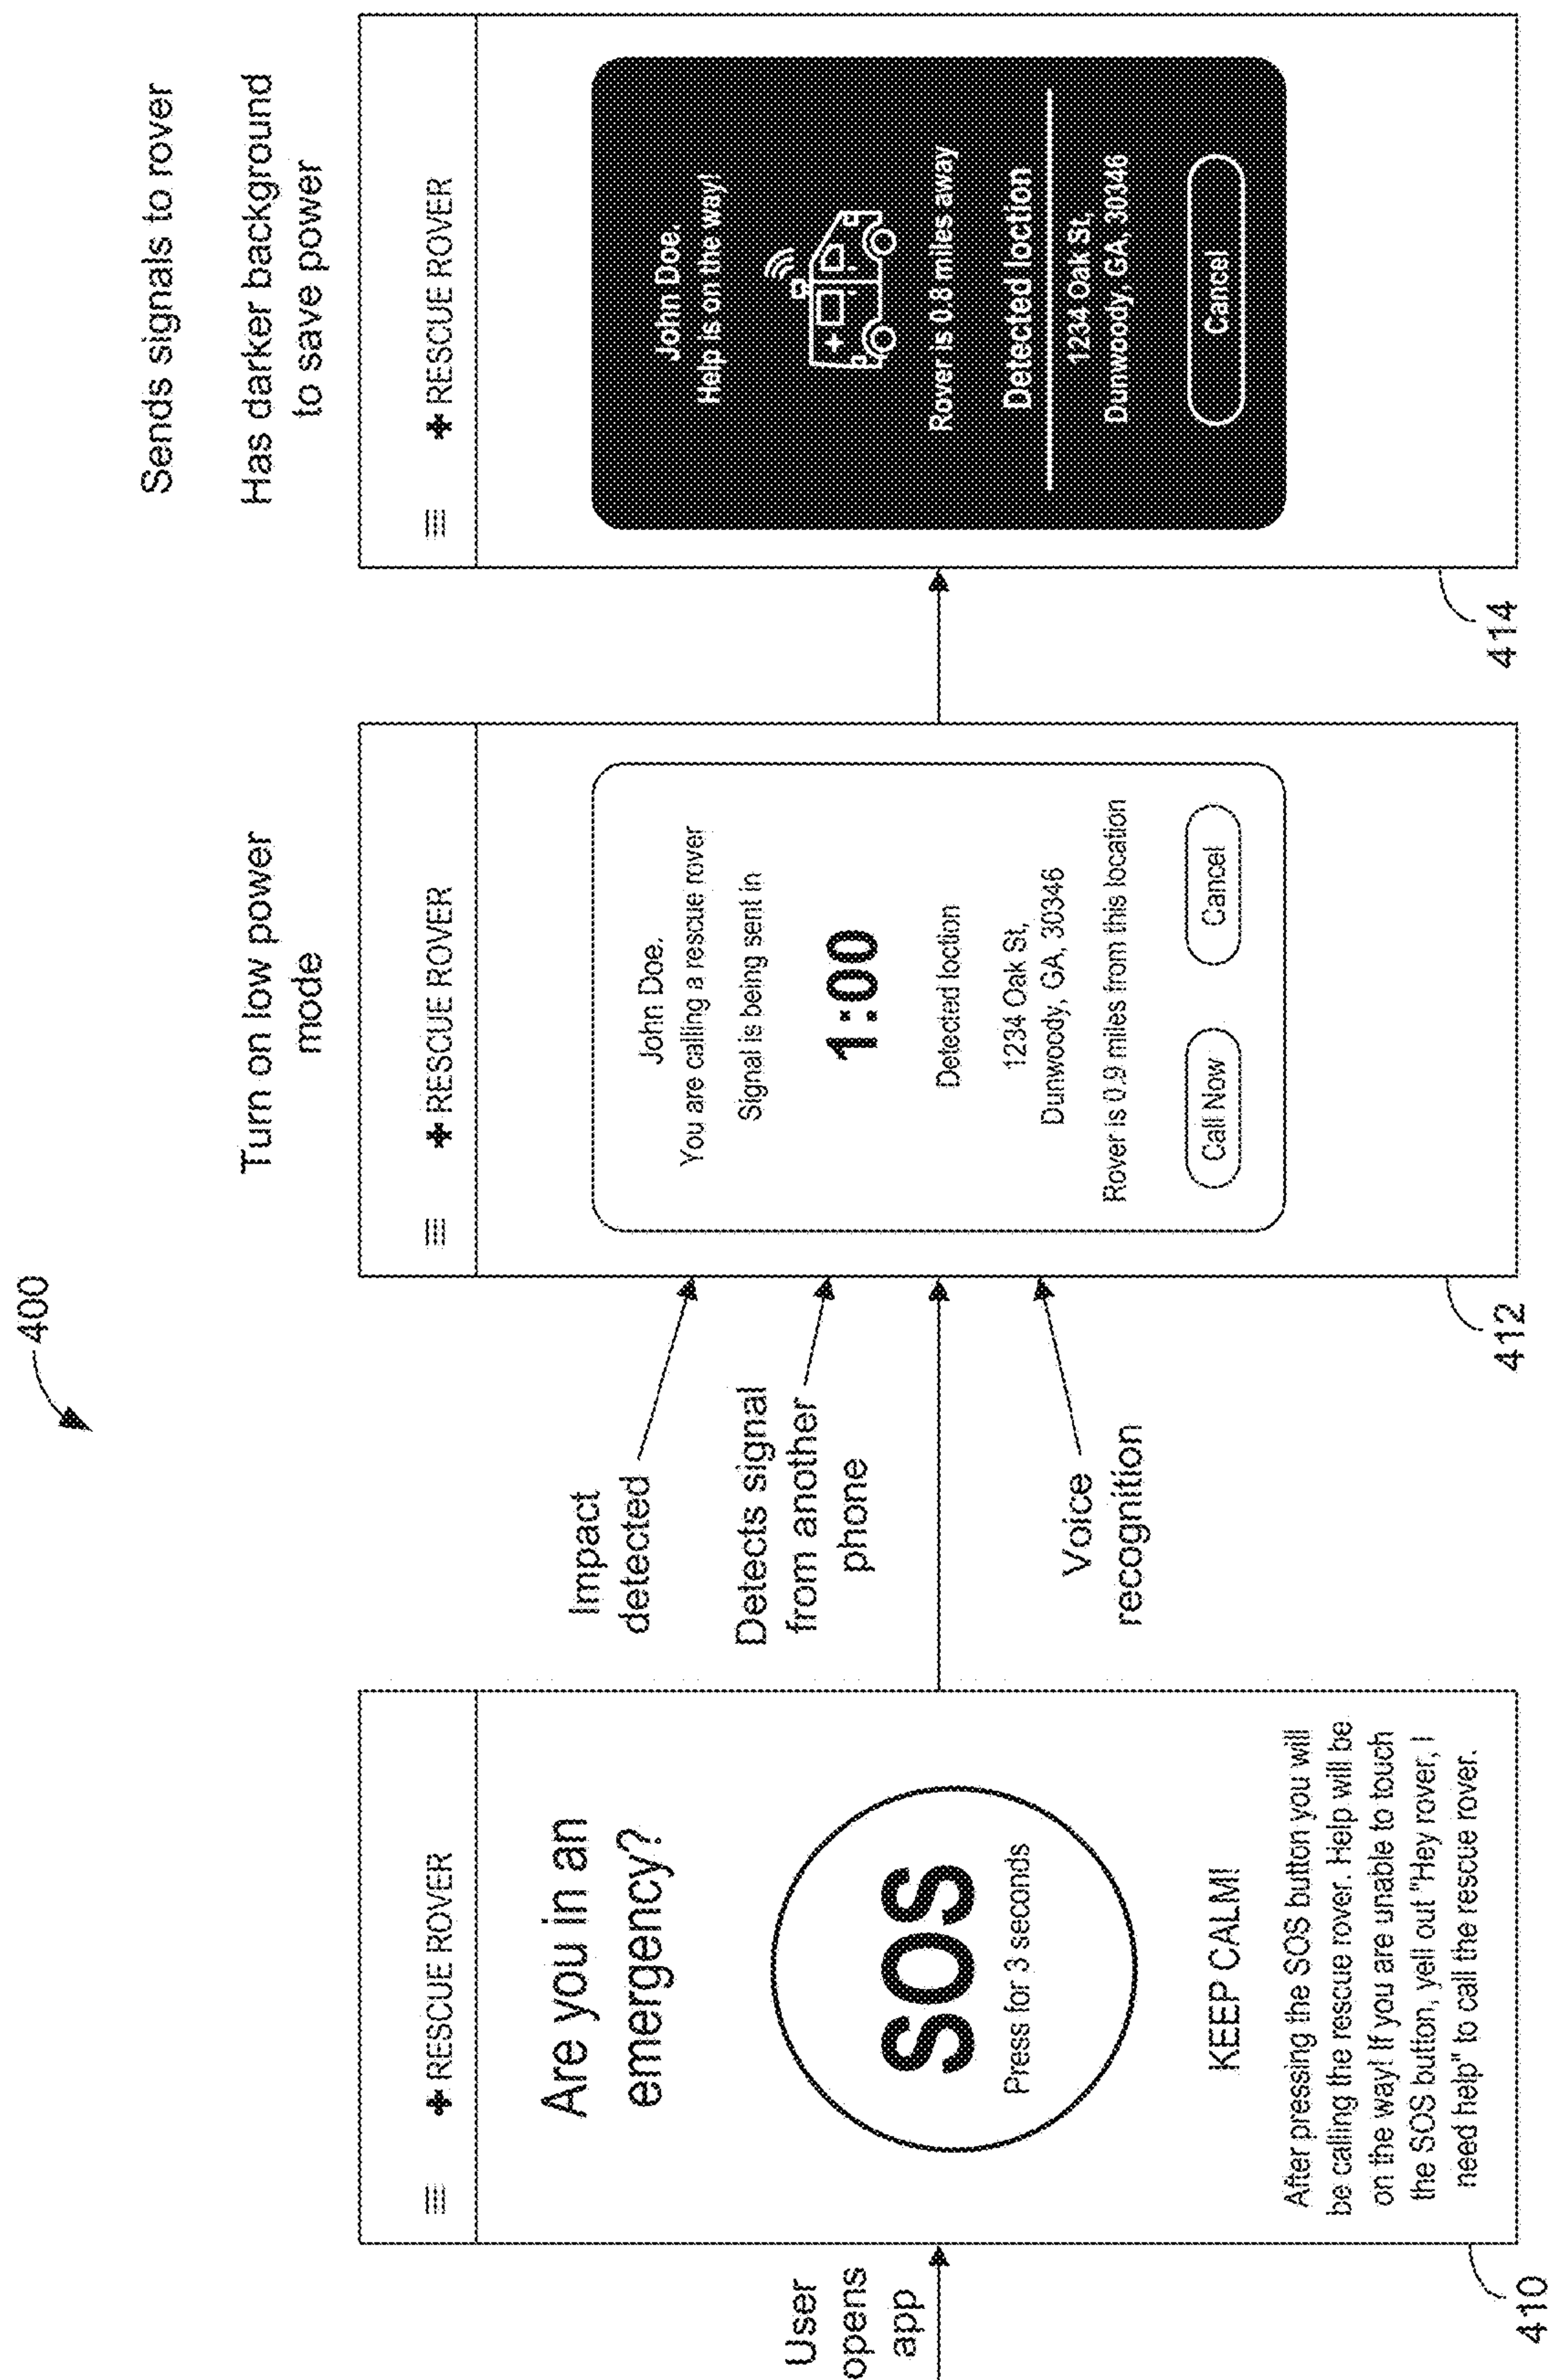 400
User
opens
app
≡ ✚ RESCUE ROVER
Are you in an
emergency?
SOS
Press for 3 seconds
KEEP CALM!
After pressing the SOS button you will
be calling the rescue rover. Help will be
on the way! If you are unable to touch
the SOS button, yell out "Hey rover, I
need help" to call the rescue rover.
410
Impact
detected
Detects signal
from another
phone
Voice
recognition
Turn on low power
mode
≡ ✚ RESCUE ROVER
John Doe,
You are calling a rescue rover
Signal is being sent in
1:00
Detected loction
1234 Oak St,
Dunwoody, GA, 30346
Rover is 0.9 miles from this location
Call Now
Cancel
412
Sends signals to rover
Has darker background
to save power
≡ ✚ RESCUE ROVER
John Doe,
Help is on the way!
Rover is 0.8 miles away
Detected loction
1234 Oak St,
Dunwoody, GA, 30346
Cancel
414